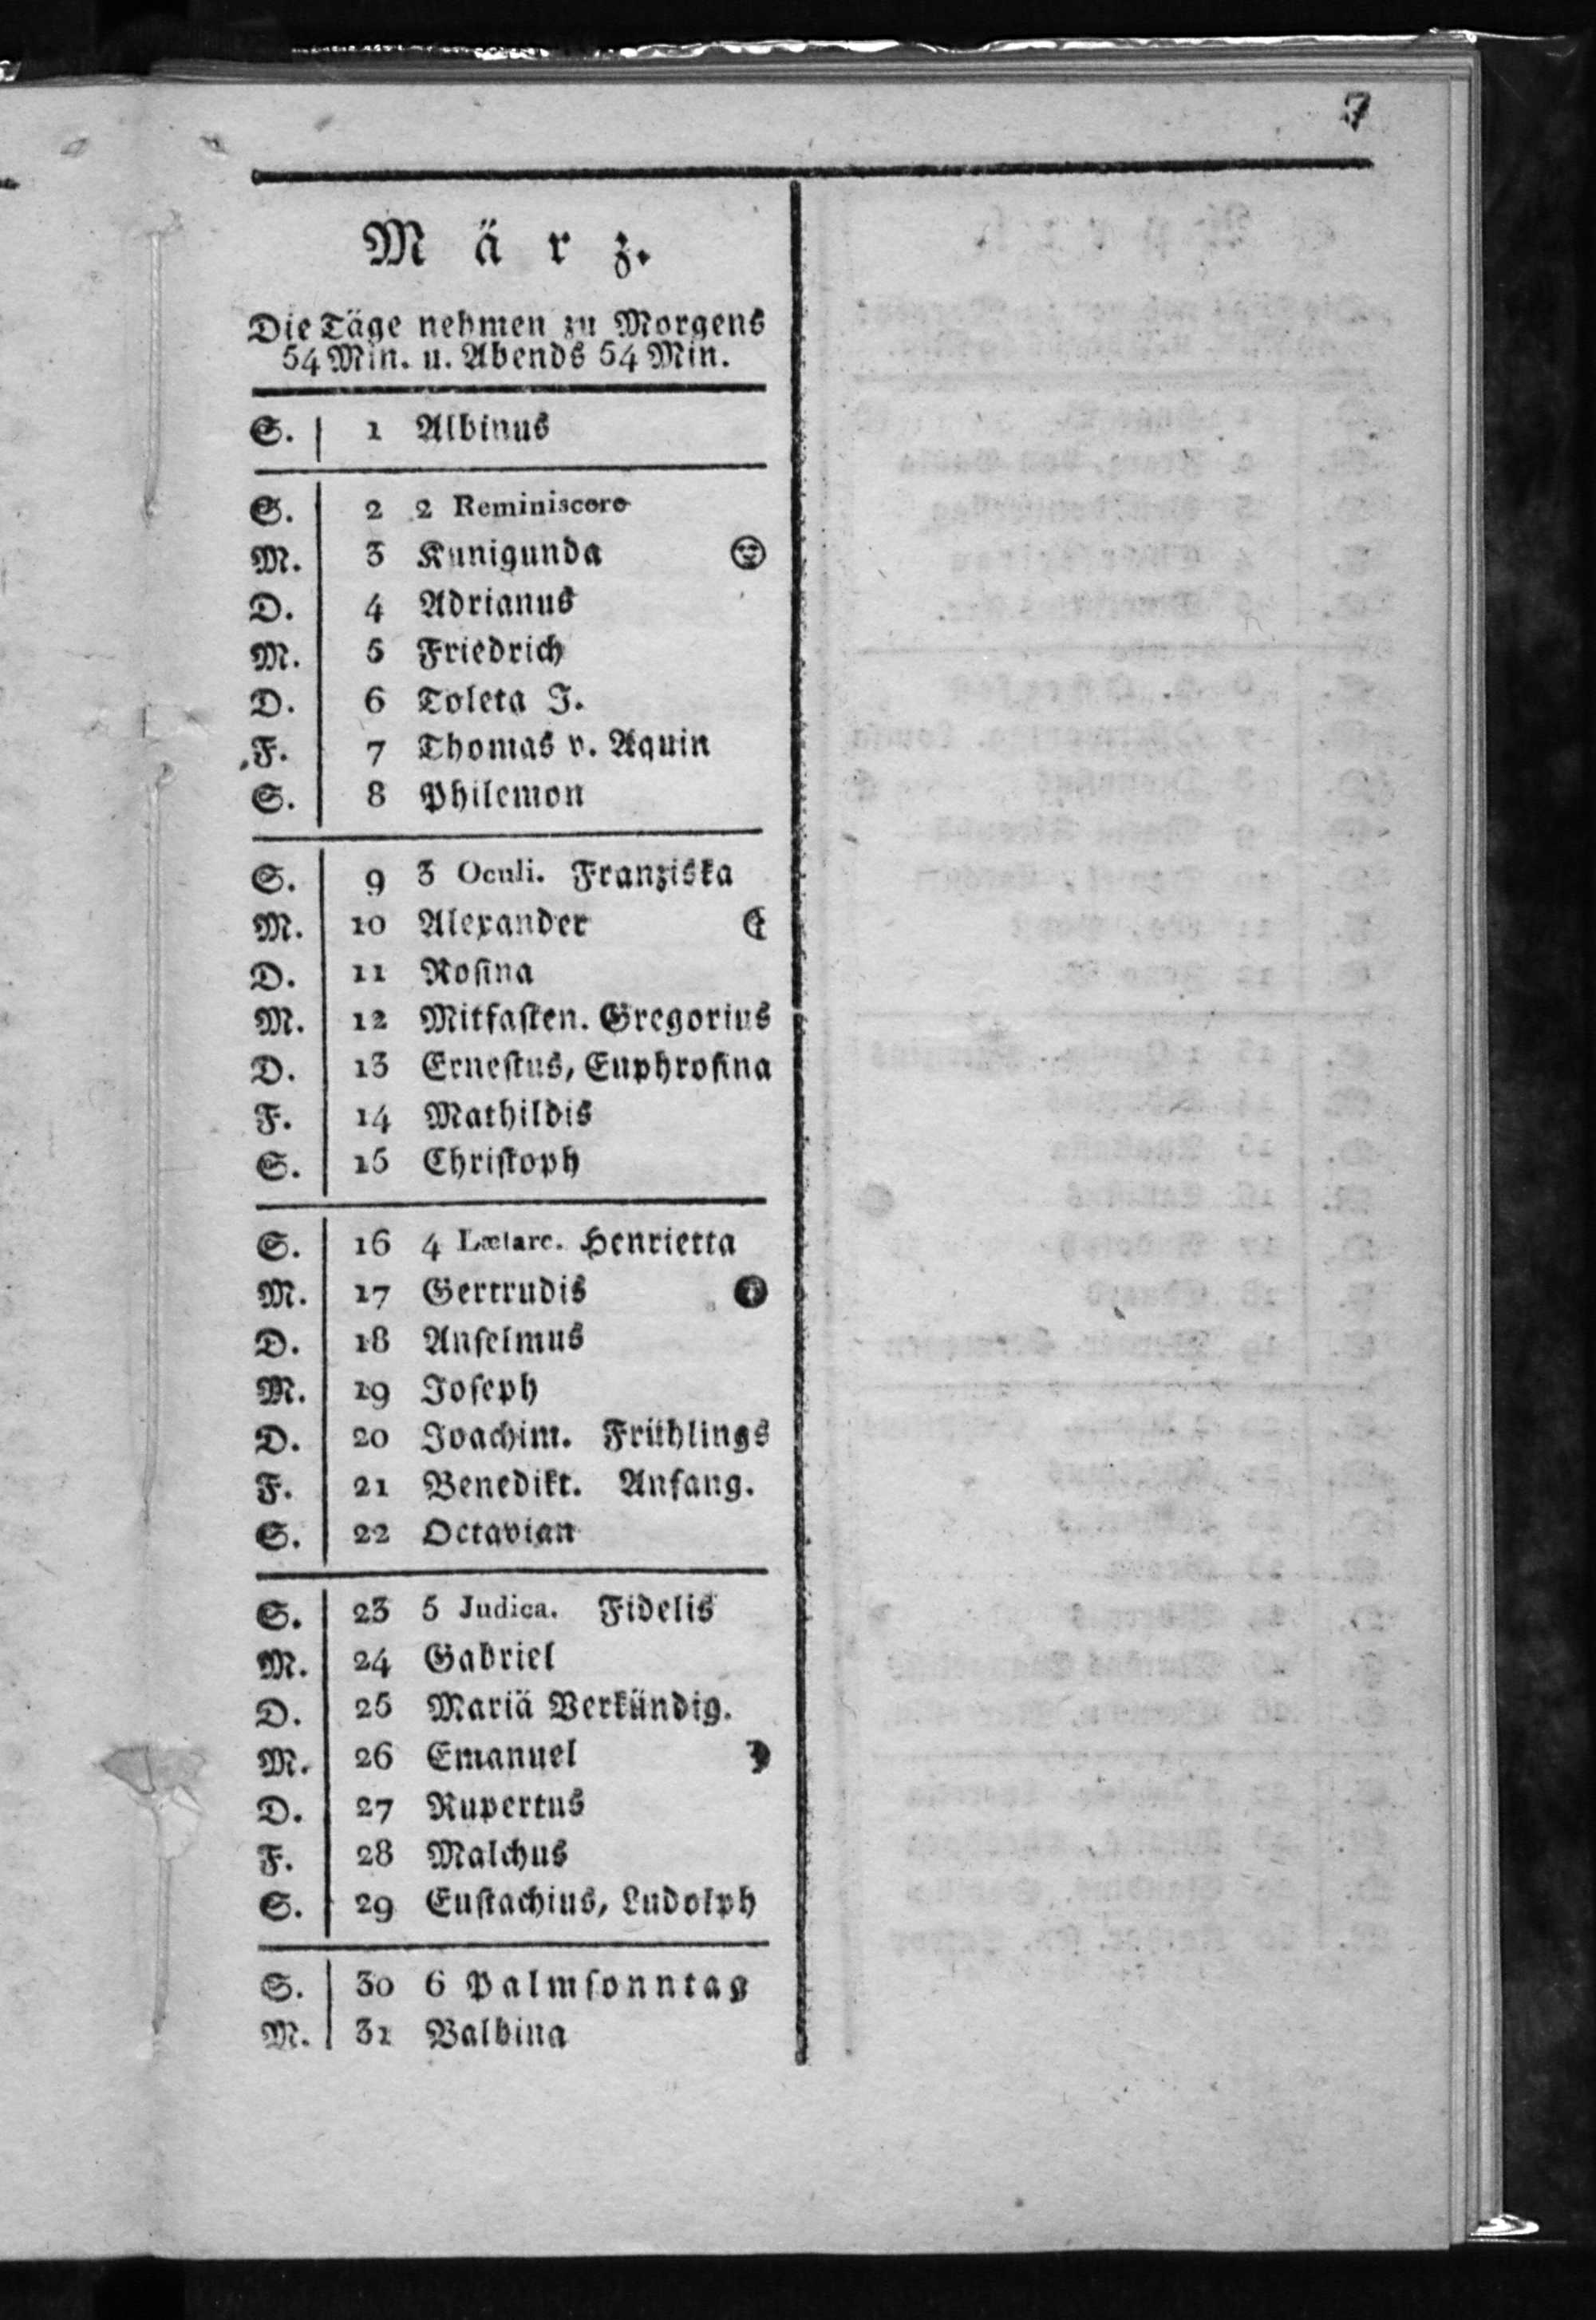 7
März.
Die Täge nehmen zu Morgens
54 Min. u. Abends 54 Min.
S. 1 Albinus
S. 2 2 Reminiscere
M. 3 Kunigunda
D. 4 Adrianus
M. 5 Friedrich
D. 6 Toleta J.
F. 7 Thomas v. Aquin
S. 8 Philemon
S. 9 3 Oculi. Franziska
M. 10 Alexander
D. 11 Rosina
M. 12 Mitfasten. Gregorius
D. 13 Ernestus, Euphrosina
F. 14 Mathildis
S. 15 Christoph
S. 16 4 Lætare. Henrietta
M. 17 Gertrudis
D. 18 Anselmus
M. 19 Joseph
D. 20 Joachim. Frühlings
F. 21 Benedikt. Anfang.
S. 22 Octavian
S. 23 5 Judica. Fidelis
M. 24 Gabriel
D. 25 Mariä Verkündig.
M. 26 Emanuel
D. 27 Rupertus
F. 28 Malchus
S. 29 Eustachius, Ludolph
S. 30 6 Palmsonntag
M. 31 Balbina